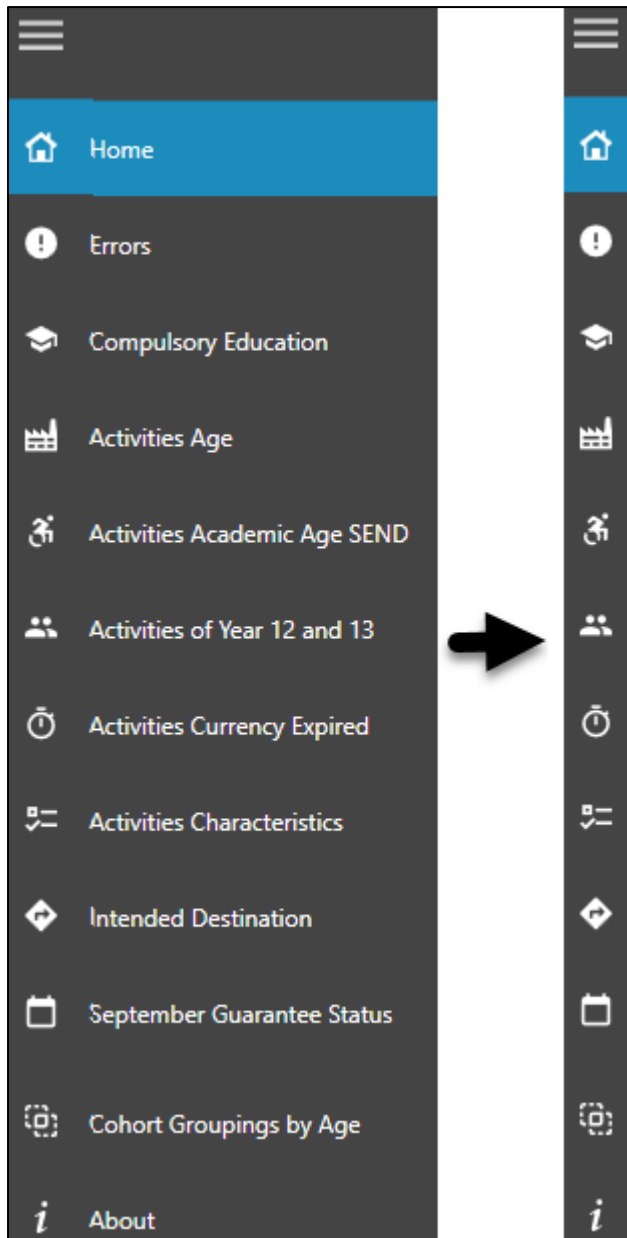 Home
Errors
Compulsory Education
Activities Age
Activities Academic Age SEND
Activities of Year 12 and 13
Activities Currency Expired
Activities Characteristics
Intended Destination
September Guarantee Status
Cohort Groupings by Age
About